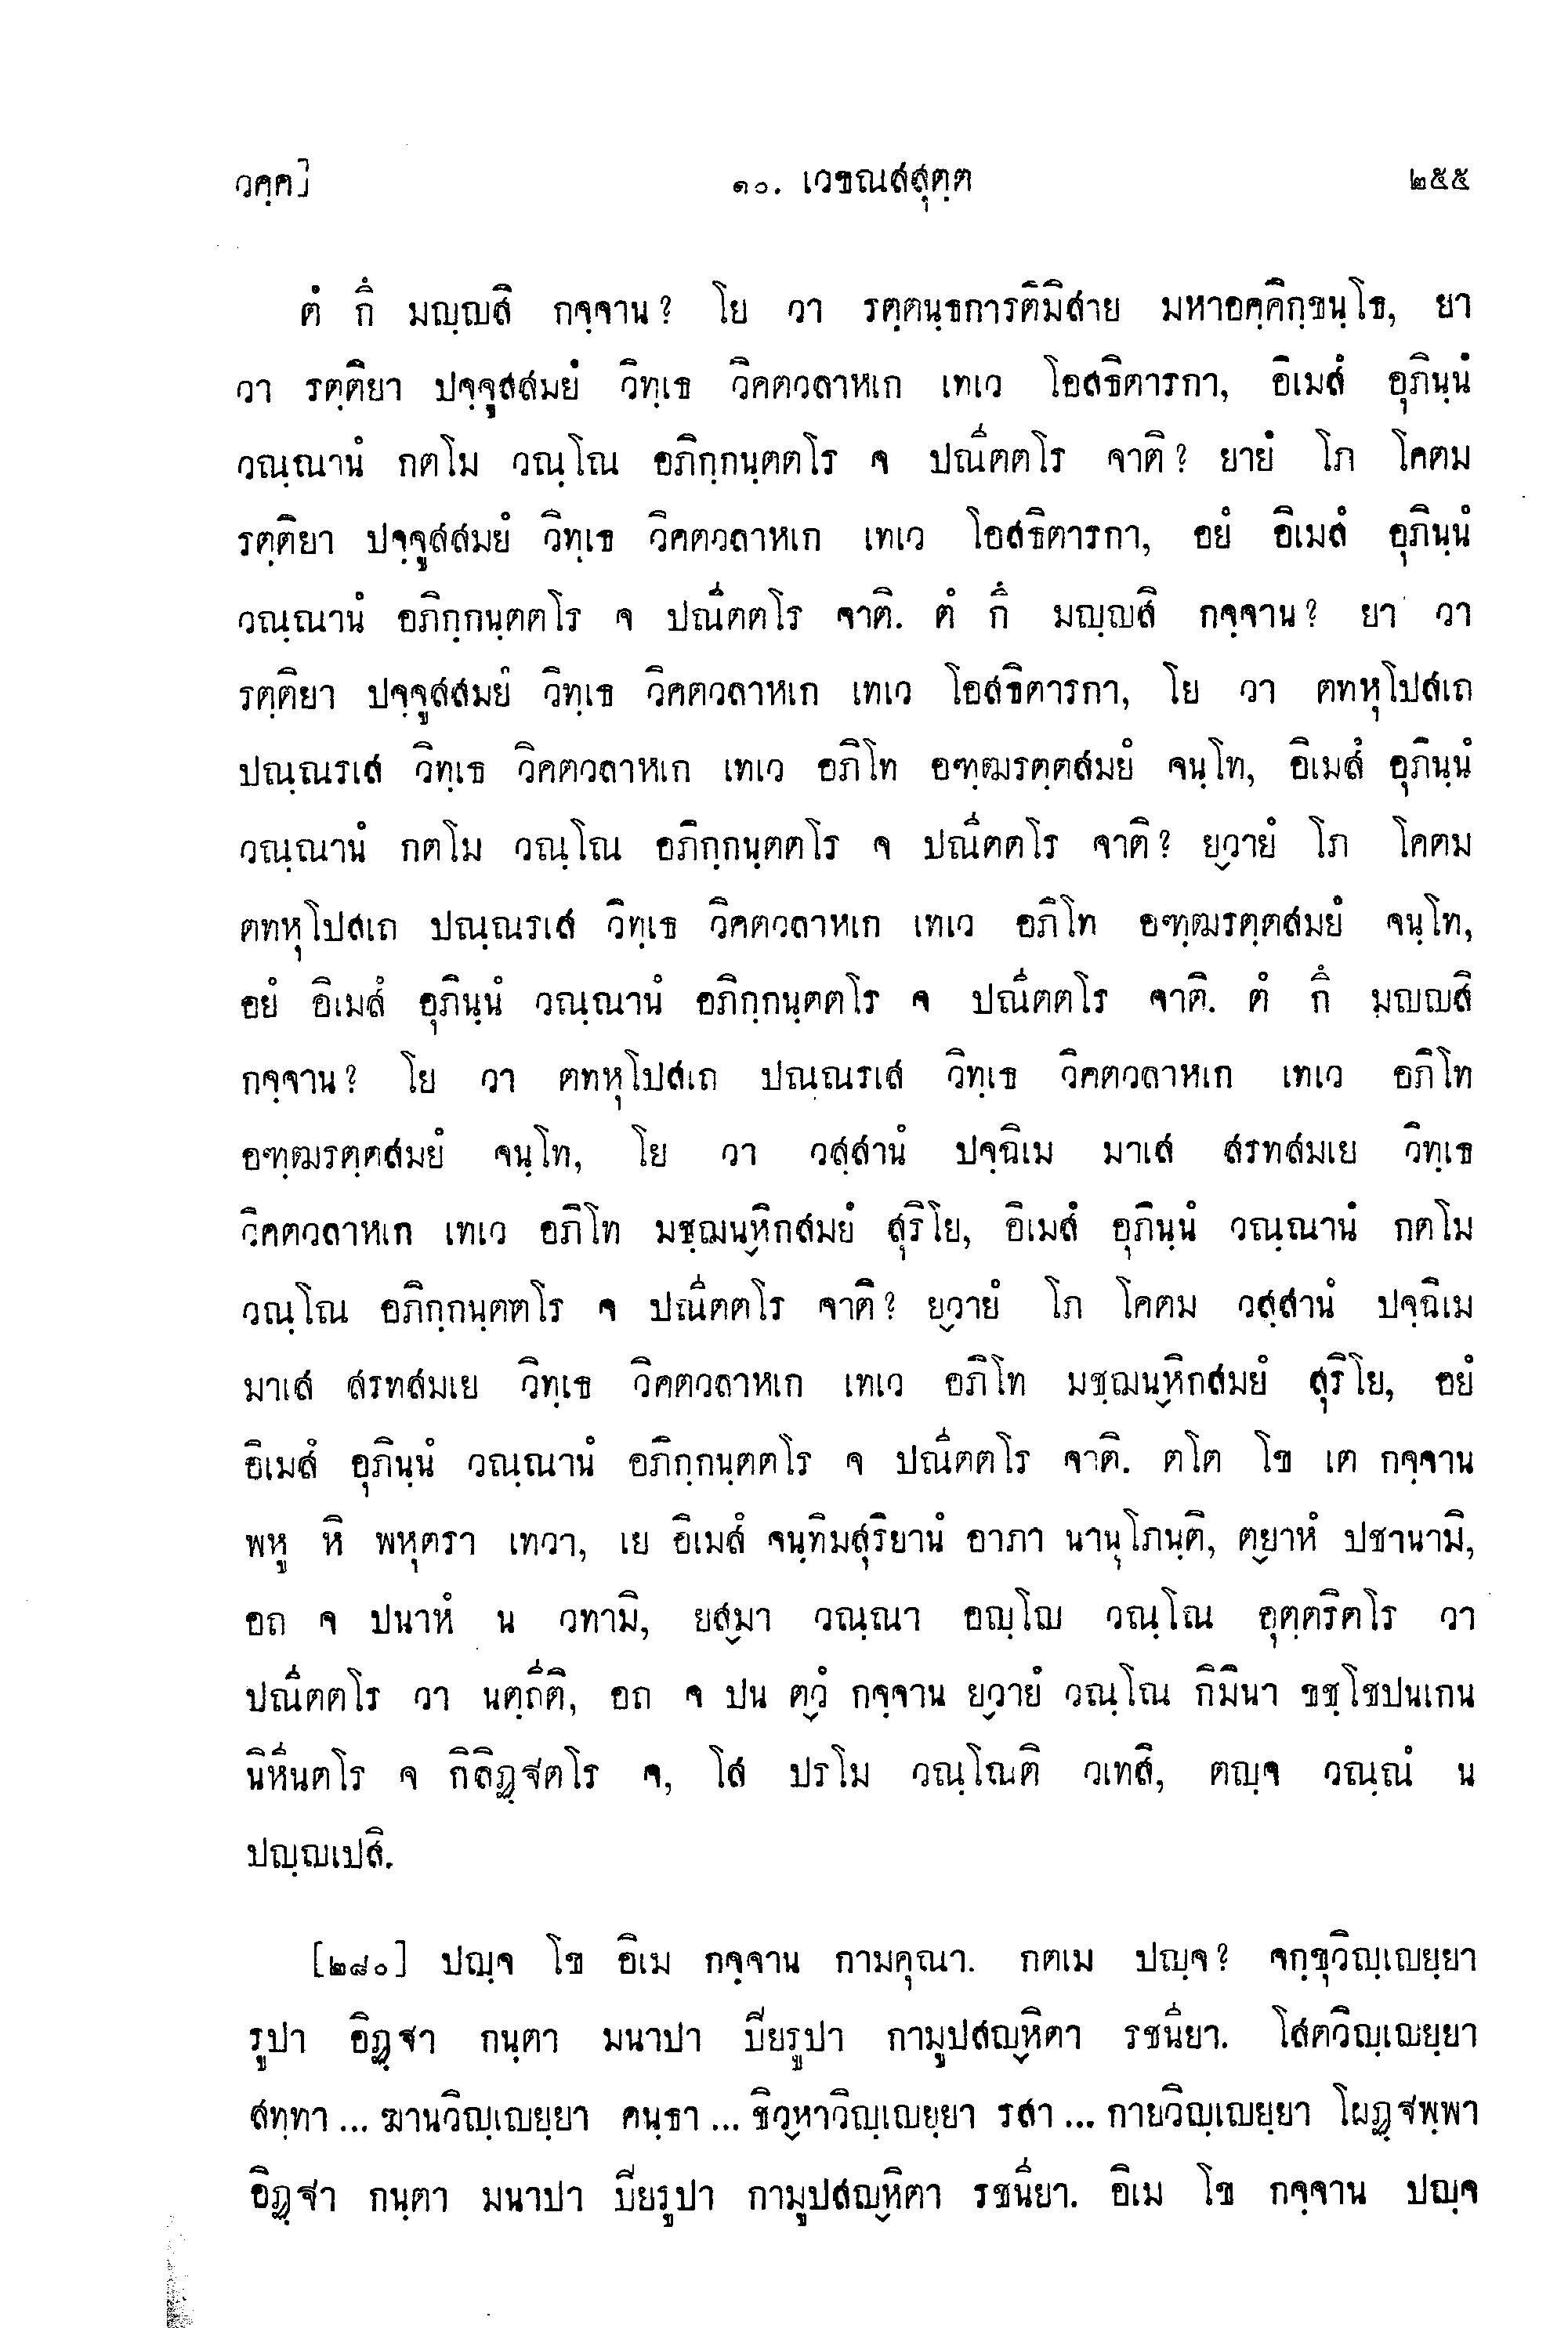 วคฺค] ๑๐. เวขณสสุตฺต ๒๕๕
ตํ กึ มญฺญสิ กจฺจาน? โย วา รตฺตนฺธการติมิสาย มหาอคฺคิกฺขนฺโธ, ยา
วา รตฺติยา ปจฺจุสสมยํ วิทฺเธ วิคตวลาหเก เทเว โอสธิตารกา, อิเมสํ อุภินฺนํ
วณฺณานํ กตโม วณฺโณ อภิกฺกนฺตตโร จ ปณีตตโร จาติ? ยายํ โภ โคตม
รตฺติยา ปจฺจูสสมยํ วิทฺเธ วิคตวลาหเก เทเว โอสธิตารกา, อยํ อิเมสํ อุภินฺนํ
วณฺณานํ อภิกฺกนฺตตโร จ ปณีตตโร จาติ. ตํ กึ มญฺญสิ กจฺจาน? ยา วา
รตฺติยา ปจฺจูสสมยํ วิทฺเธ วิคตวลาหเก เทเว โอสธิตารกา, โย วา ตทหุโปสเถ
ปณฺณรเส วิทฺเธ วิคตวลาหเก เทเว อภิโท อฑฺฒรตฺตสมยํ จนฺโท, อิเมสํ อุภินฺนํ
วณฺณานํ กตโม วณฺโณ อภิกฺกนฺตตโร จ ปณีตตโร จาติ? ยฺวายํ โภ โคตม
ตทหุโปสเถ ปณฺณรเส วิทฺเธ วิคตวลาหเก เทเว อภิโท อฑฺฒรตฺตสมยํ จนฺโท,
อยํ อิเมสํ อุภินฺนํ วณฺณานํ อภิกฺกนฺตตโร จ ปณีตตโร จาติ. ตํ กึ มฺญญสิ
กจฺจาน? โย วา ตทหุโปสเถ ปณฺณรเส วิทฺเธ วิคตวลาหเก เทเว อภิโท
อฑฺฒรตฺตสมยํ จนฺโท, โย วา วสฺสานํ ปจฺฉิเม มาเส สรทสมเย วิทฺเธ
วิคตวลาหเก เทเว อภิโท มชฺฌนฺหิกสมยํ สุริโย, อิเมสํ อุภินฺนํ วณฺณานํ กตโม
วณฺโณ อภิกฺกนฺตตโร จ ปณีตตโร จาติ? ยฺวายํ โภ โคตม วสฺสานํ ปจฺฉิเม
มาเส สรทสมเย วิทฺเธ วิคตวลาหเก เทเว อภิโท มชฺฌนฺหิกสมยํ สุริโย, อยํ
อิเมสํ อุภินฺนํ วณฺณานํ อภิกฺกนฺตตโร จ ปณีตตโร จาติ. ตโต โข เต กจฺจาน
พหู หิ พหุตรา เทวา, เย อิเมสํ จนฺทิมสุริยานํ อาภา นานุโภนฺติ, ตฺยาหํ ปชานามิ,
อถ จ ปนาหํ น วทามิ, ยสฺมา วณฺณา อญฺโญ วณฺโณ อุตฺตริตโร วา
ปณีตตโร วา นตฺถีติ, อถ จ ปน ตฺวํ กจฺจาน ยฺวายํ วณฺโณ กิมินา ขชฺโชปนเกน
นิหีนตโร จ กิลิฏฺฐตโร จ, โส ปรโม วณฺโณติ วเทสิ, ตญฺจ วณฺณํ น
ปญฺญเปสิ.
[๒๘๐] ปญฺจ โข อิเม กจฺจาน กามคุณา. กตเม ปญฺจ? จกฺขุวิญฺเญยฺยา
รูปา อิฏฺฐา กนฺตา มนาปา ปิยรูปา กามูปสญฺหิตา รชนียา. โสตวิญฺเญยฺยา
สทฺทา ... ฆานวิญฺเญยฺยา คนฺธา ... ชิวฺหาวิญฺเญยฺยา รสา ... กายวิญฺเญยฺยา โผฏฺฐพฺพา
อิฏฺฐา กนฺตา มนาปา ปิยรูปา กามูปสญฺหิตา รชนียา. อิเม โข กจฺจาน ปญฺจ